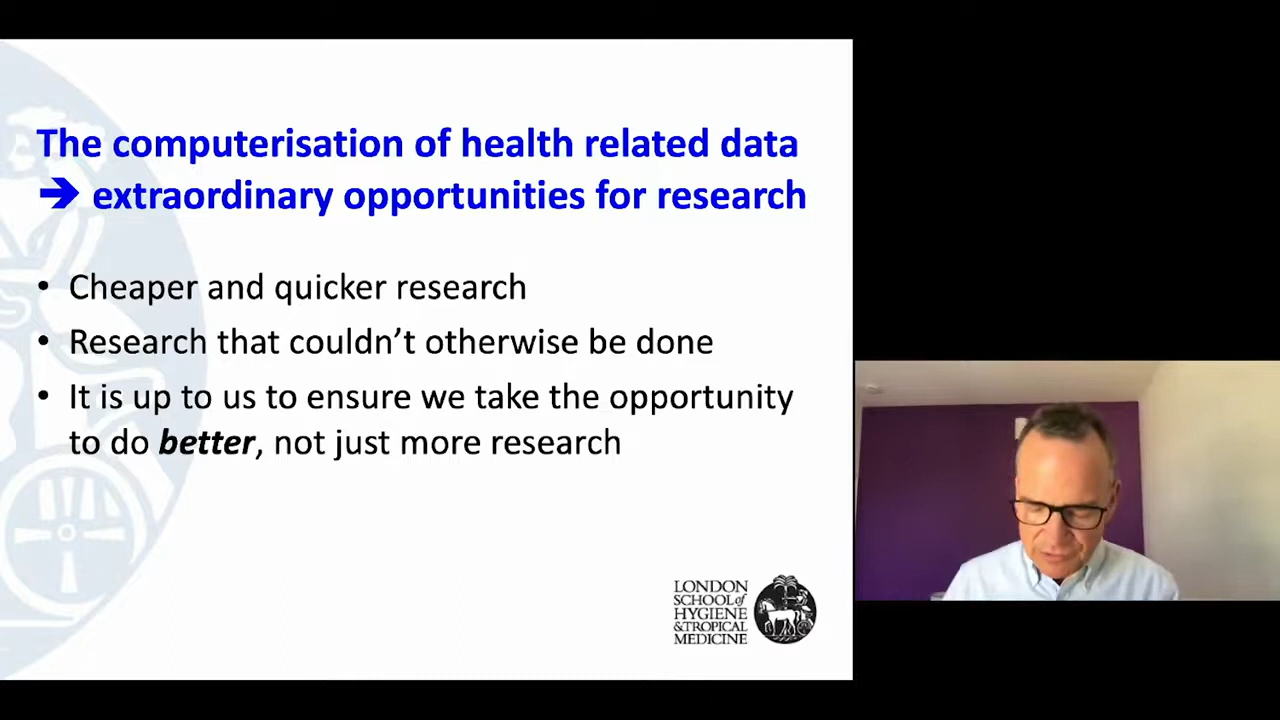 The computerisation of health related data
➔ extraordinary opportunities for research
• Cheaper and quicker research
• Research that couldn’t otherwise be done
• It is up to us to ensure we take the opportunity
to do better, not just more research
LONDON
SCHOOL of
HYGIENE
& TROPICAL
MEDICINE